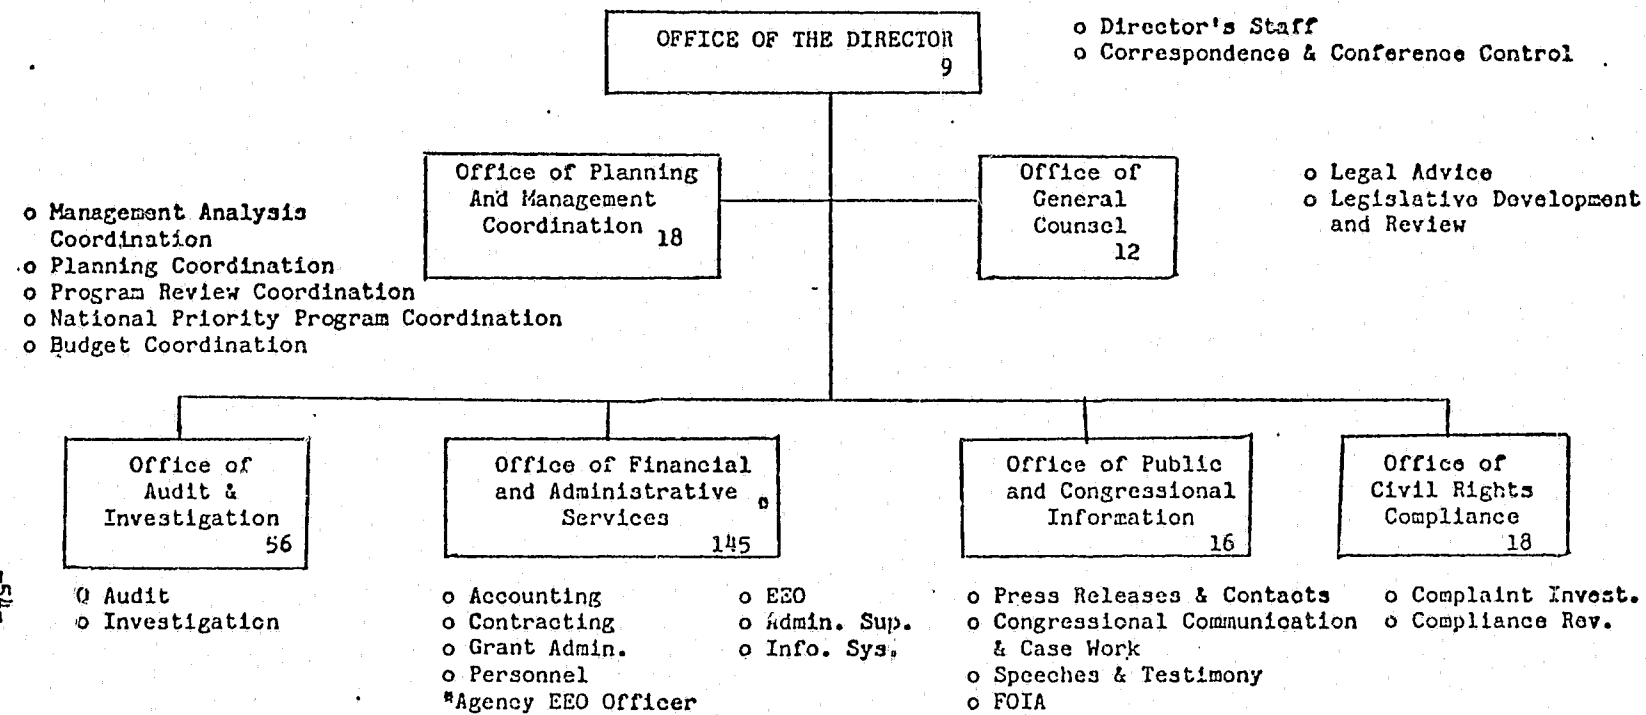 OFFICE OF THE DIRECTOR
9
o Director's Staff
o Correspondence & Conference Control
Office of Planning
And Management
Coordination 18
Office of
General
Counsel
12
o Legal Advice
o Legislative Development
and Review
o Management Analysis
Coordination
o Planning Coordination
o Program Review Coordination
o National Priority Program Coordination
o Budget Coordination
Office of
Audit &
Investigation
56
o Audit
o Investigation
Office of Financial
and Administrative
Services
145
o Accounting
o Contracting
o Grant Admin.
o Personnel
*Agency EEO Officer
o EEO
o Admin. Sup.
o Info. Sys.
Office of Public
and Congressional
Information
16
o Press Releases & Contacts
o Congressional Communication
& Case Work
o Speeches & Testimony
o FOIA
Office of
Civil Rights
Compliance
18
o Complaint Invest.
o Compliance Rev.
-54-